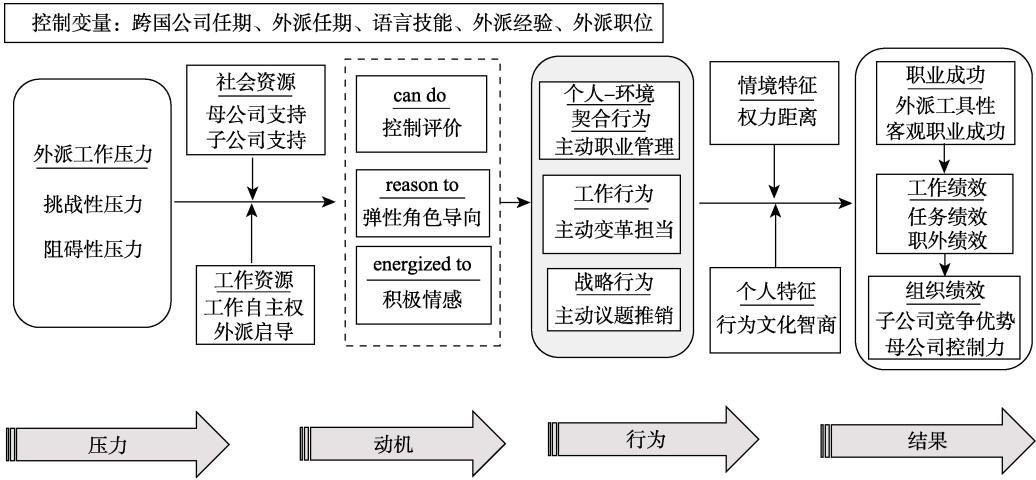 控制变量：跨国公司任期、外派任期、语言技能、外派经验、外派职位
外派工作压力
挑战性压力
阻碍性压力
社会资源
母公司支持
子公司支持
工作资源
工作自主权
外派启导
can do
控制评价
reason to
弹性角色导向
energized to
积极情感
个人–环境
契合行为
主动职业管理
工作行为
主动变革担当
战略行为
主动议题推销
情境特征
权力距离
个人特征
行为文化智商
职业成功
外派工具性
客观职业成功
工作绩效
任务绩效
职外绩效
组织绩效
子公司竞争优势
母公司控制力
压力
动机
行为
结果